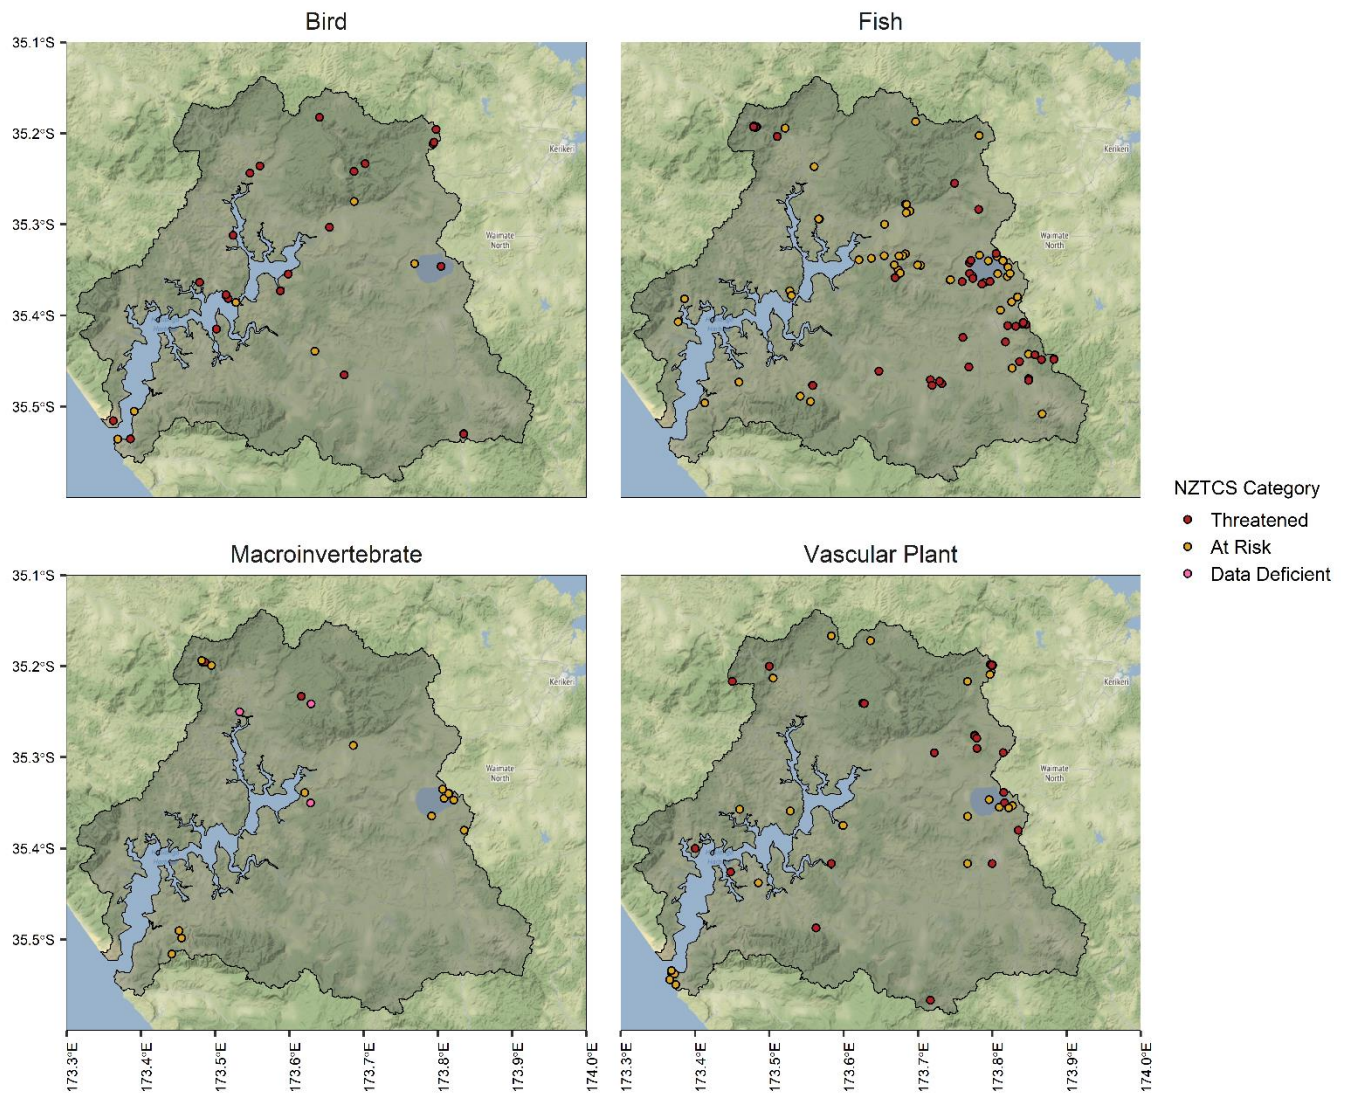 Bird
Fish
35.1°S
35.2°S
35.3°S
35.4°S
35.5°S
Kerikeri
Waimate
North
Kerikeri
Waimate
North
NZTCS Category
Threatened
At Risk
Data Deficient
Macroinvertebrate
Vascular Plant
35.1°S
35.2°S
35.3°S
35.4°S
35.5°S
Kerikeri
Waimate
North
Kerikeri
Waimate
North
173.3°E
173.4°E
173.5°E
173.6°E
173.7°E
173.8°E
173.9°E
174.0°E
173.3°E
173.4°E
173.5°E
173.6°E
173.7°E
173.8°E
173.9°E
174.0°E